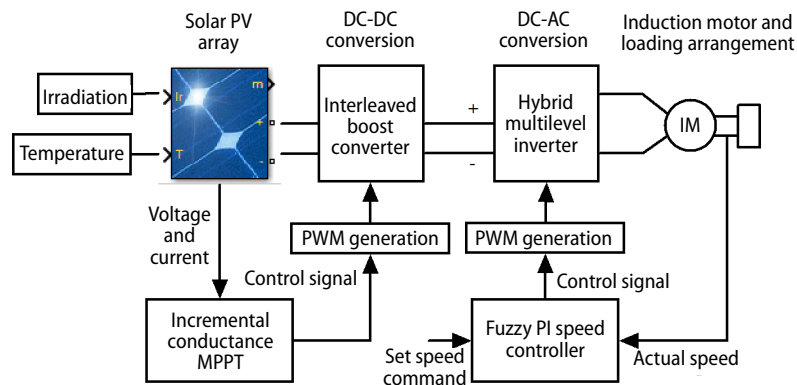 Solar PV
array
DC-DC
conversion
DC-AC
conversion
Induction motor and
loading arrangement
Irradiation
Temperature
Ir
T
m
+
-
Interleaved
boost
converter
+
-
Hybrid
multilevel
inverter
IM
Voltage
and
current
PWM generation
PWM generation
Control signal
Control signal
Incremental
conductance
MPPT
Set speed
command
Fuzzy PI speed
controller
Actual speed